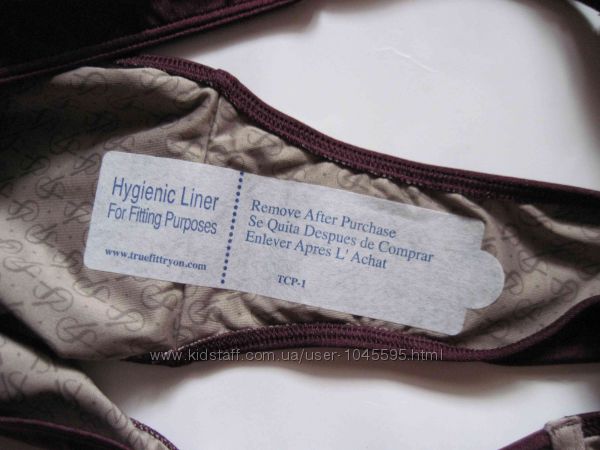 Hygienic Liner
For Fitting Purposes
www.truefittryon.com
Remove After Purchase
Se Quita Despues de Comprar
Enlever Apres L' Achat
TCP-1
www.kidstaff.com.ua/user-1045595.html